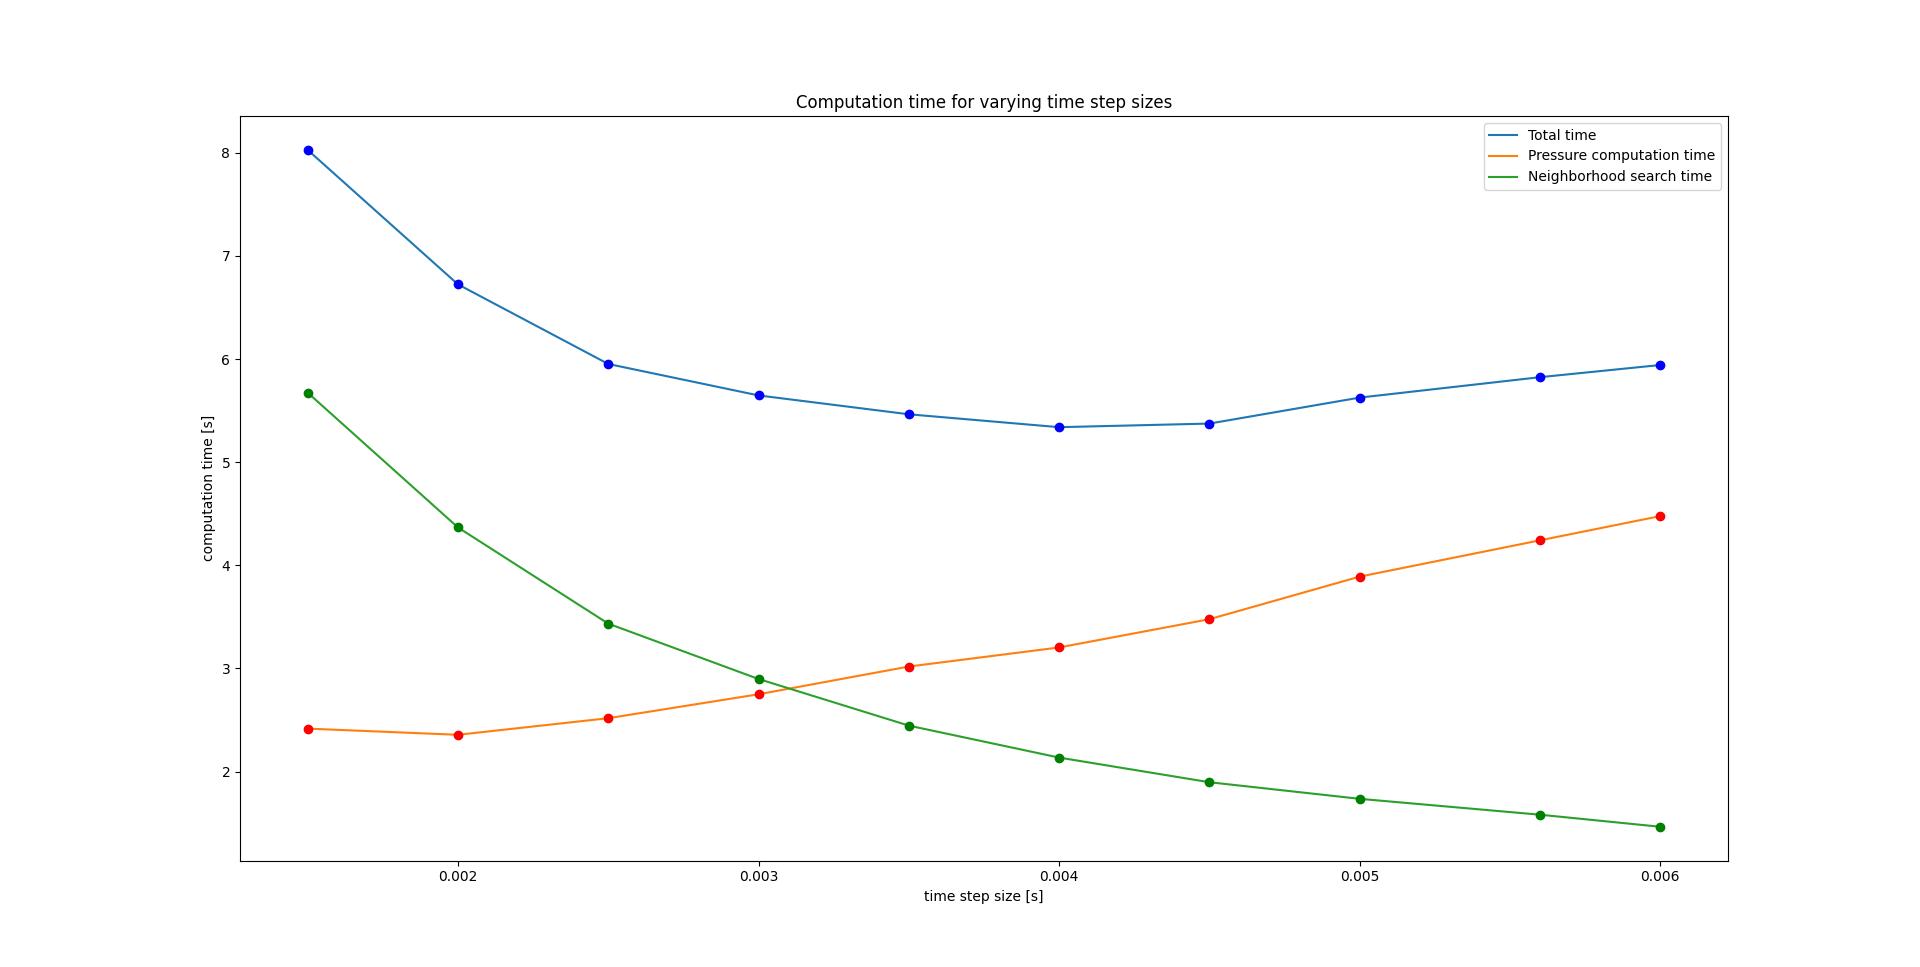 Computation time for varying time step sizes
Total time
Pressure computation time
Neighborhood search time
8
7
6
5
4
3
2
computation time [s]
0.002
0.003
0.004
0.005
0.006
time step size [s]